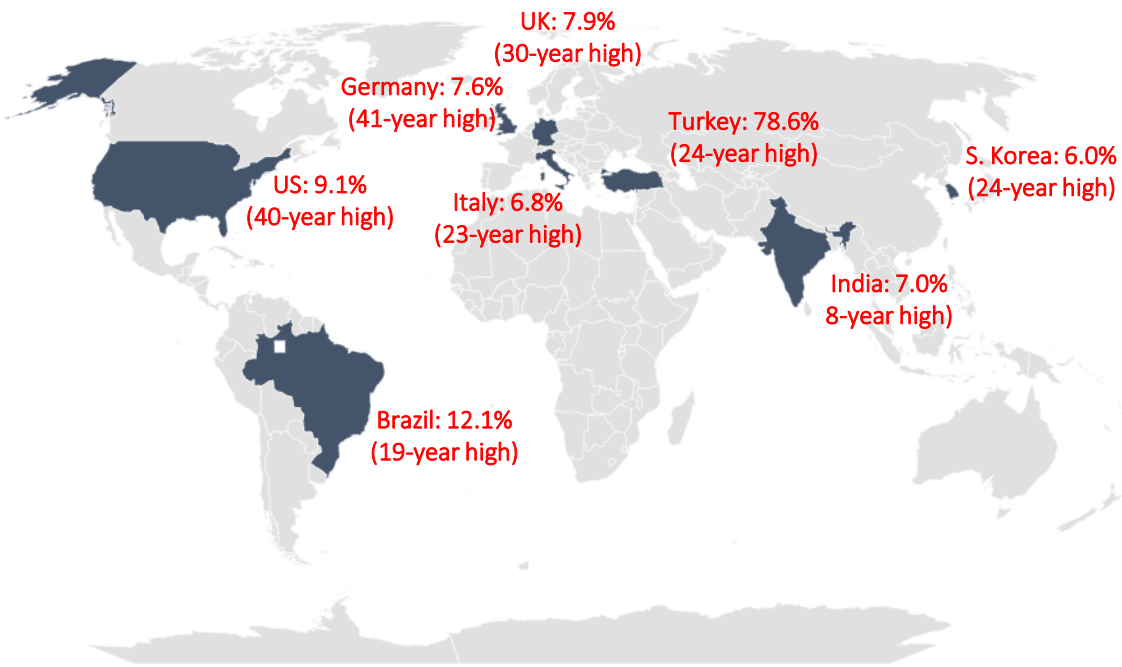 UK: 7.9%
(30-year high)
Germany: 7.6%
(41-year high)
Turkey: 78.6%
(24-year high)
S. Korea: 6.0%
(24-year high)
US: 9.1%
(40-year high)
Italy: 6.8%
(23-year high)
India: 7.0%
8-year high)
Brazil: 12.1%
(19-year high)